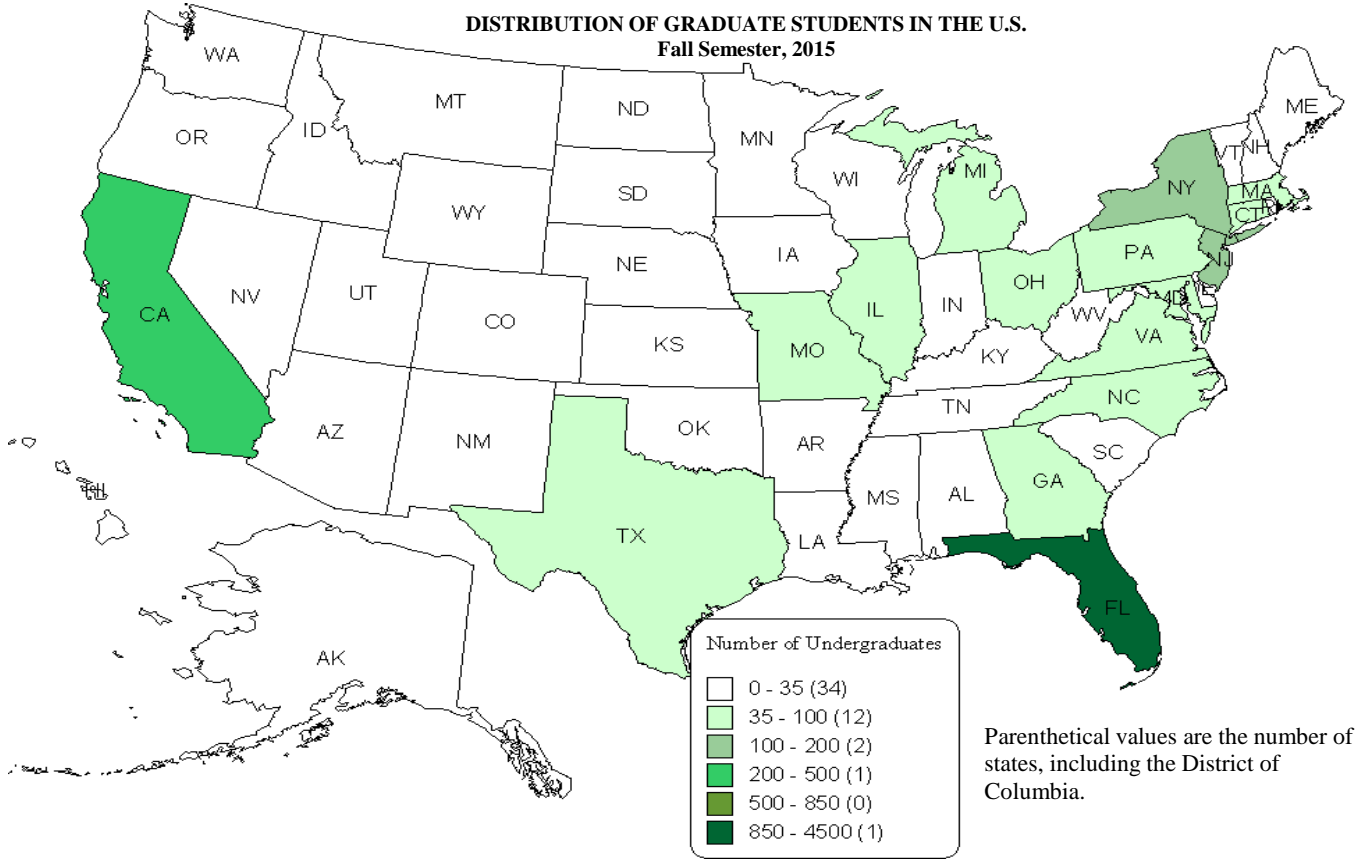 DISTRIBUTION OF GRADUATE STUDENTS IN THE U.S.
Fall Semester, 2015
WA
MT
ND
MN
ME
OR
ID
VT
NH
WI
MI
NY
SD
MA
WY
CT
IA
PA
NE
NJ
OH
NV
UT
IL
IN
MD
CA
CO
WV
VA
KS
MO
KY
NC
TN
AZ
OK
NM
AR
SC
MS
AL
GA
TX
LA
FL
AK
Number of Undergraduates
0 - 35 (34)
35 - 100 (12)
100 - 200 (2)
200 - 500 (1)
500 - 850 (0)
850 - 4500 (1)
Parenthetical values are the number of
states, including the District of
Columbia.